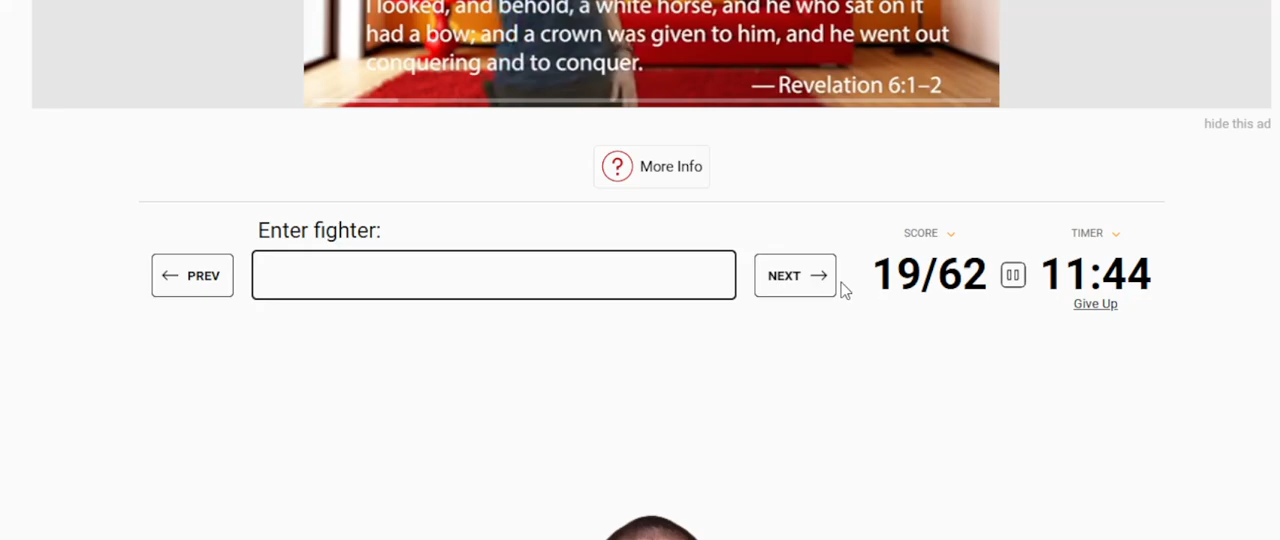 I looked, and behold, a white horse, and he who sat on it
had a bow; and a crown was given to him, and he went out
conquering and to conquer.
— Revelation 6:1–2
hide this ad
? More Info
Enter fighter:
← PREV
NEXT →
SCORE
19/62
TIMER
11:44
Give Up